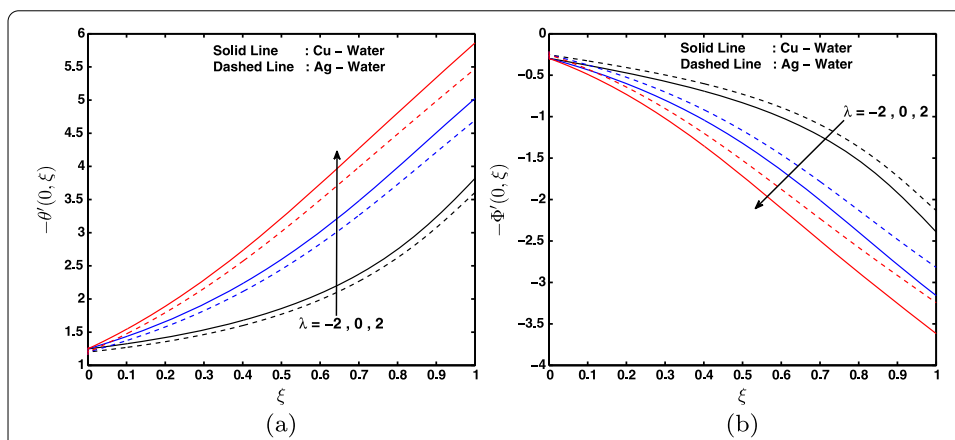 6
5.5
5
4.5
4
3.5
3
2.5
2
1.5
1
−θ′(0, ξ)
Solid Line : Cu – Water
Dashed Line : Ag – Water
λ = −2 , 0 , 2
0 0.1 0.2 0.3 0.4 0.5 0.6 0.7 0.8 0.9 1
ξ
(a)
0
−0.5
−1
−1.5
−2
−2.5
−3
−3.5
−4
−Φ′(0, ξ)
Solid Line : Cu – Water
Dashed Line : Ag – Water
λ = −2 , 0 , 2
0 0.1 0.2 0.3 0.4 0.5 0.6 0.7 0.8 0.9 1
ξ
(b)